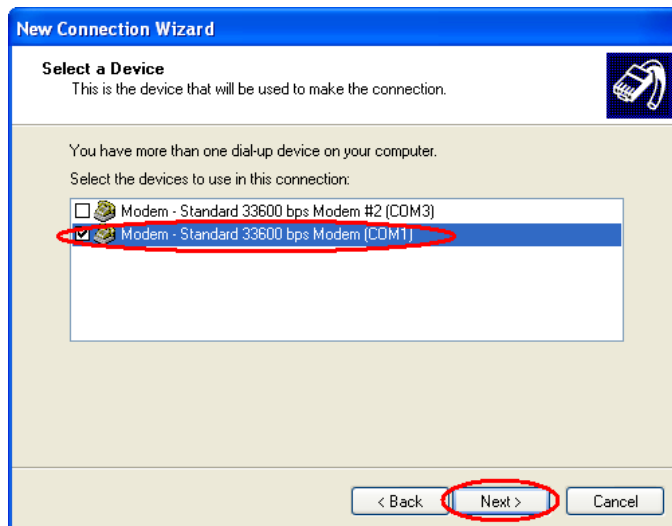 New Connection Wizard
Select a Device
This is the device that will be used to make the connection.
You have more than one dial-up device on your computer.
Select the devices to use in this connection:
Modem - Standard 33600 bps Modem #2 (COM3)
Modem - Standard 33600 bps Modem (COM1)
< Back Next > Cancel